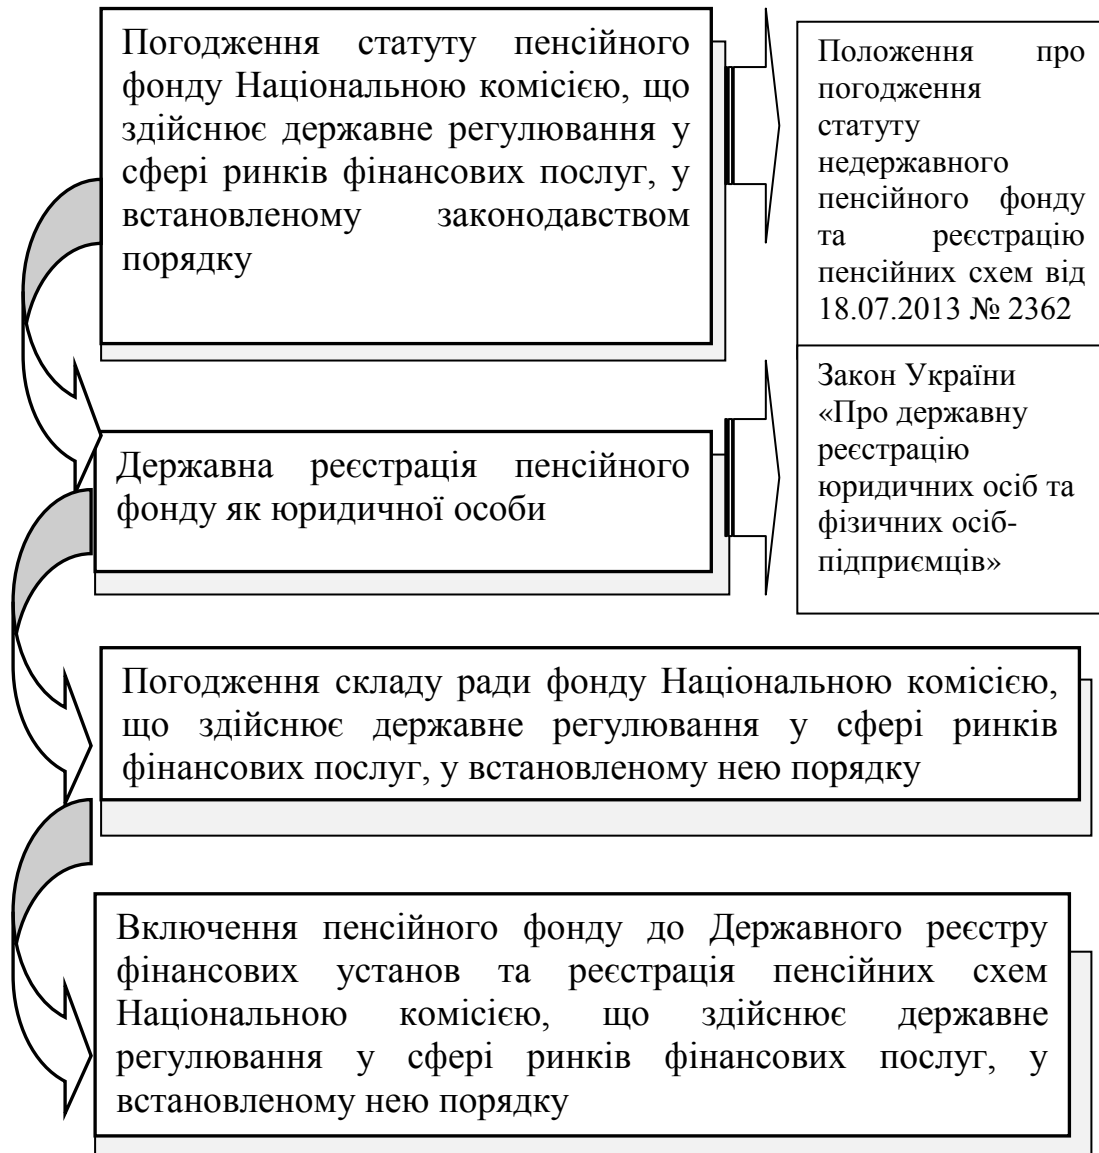 Погодження статуту пенсійного
фонду Національною комісією, що
здійснює державне регулювання у
сфері ринків фінансових послуг, у
встановленому законодавством
порядку
Положення про
погодження
статуту
недержавного
пенсійного фонду
та реєстрацію
пенсійних схем від
18.07.2013 № 2362
Державна реєстрація пенсійного
фонду як юридичної особи
Закон України
«Про державну
реєстрацію
юридичних осіб та
фізичних осіб-
підприємців»
Погодження складу ради фонду Національною комісією,
що здійснює державне регулювання у сфері ринків
фінансових послуг, у встановленому нею порядку
Включення пенсійного фонду до Державного реєстру
фінансових установ та реєстрація пенсійних схем
Національною комісією, що здійснює державне
регулювання у сфері ринків фінансових послуг, у
встановленому нею порядку